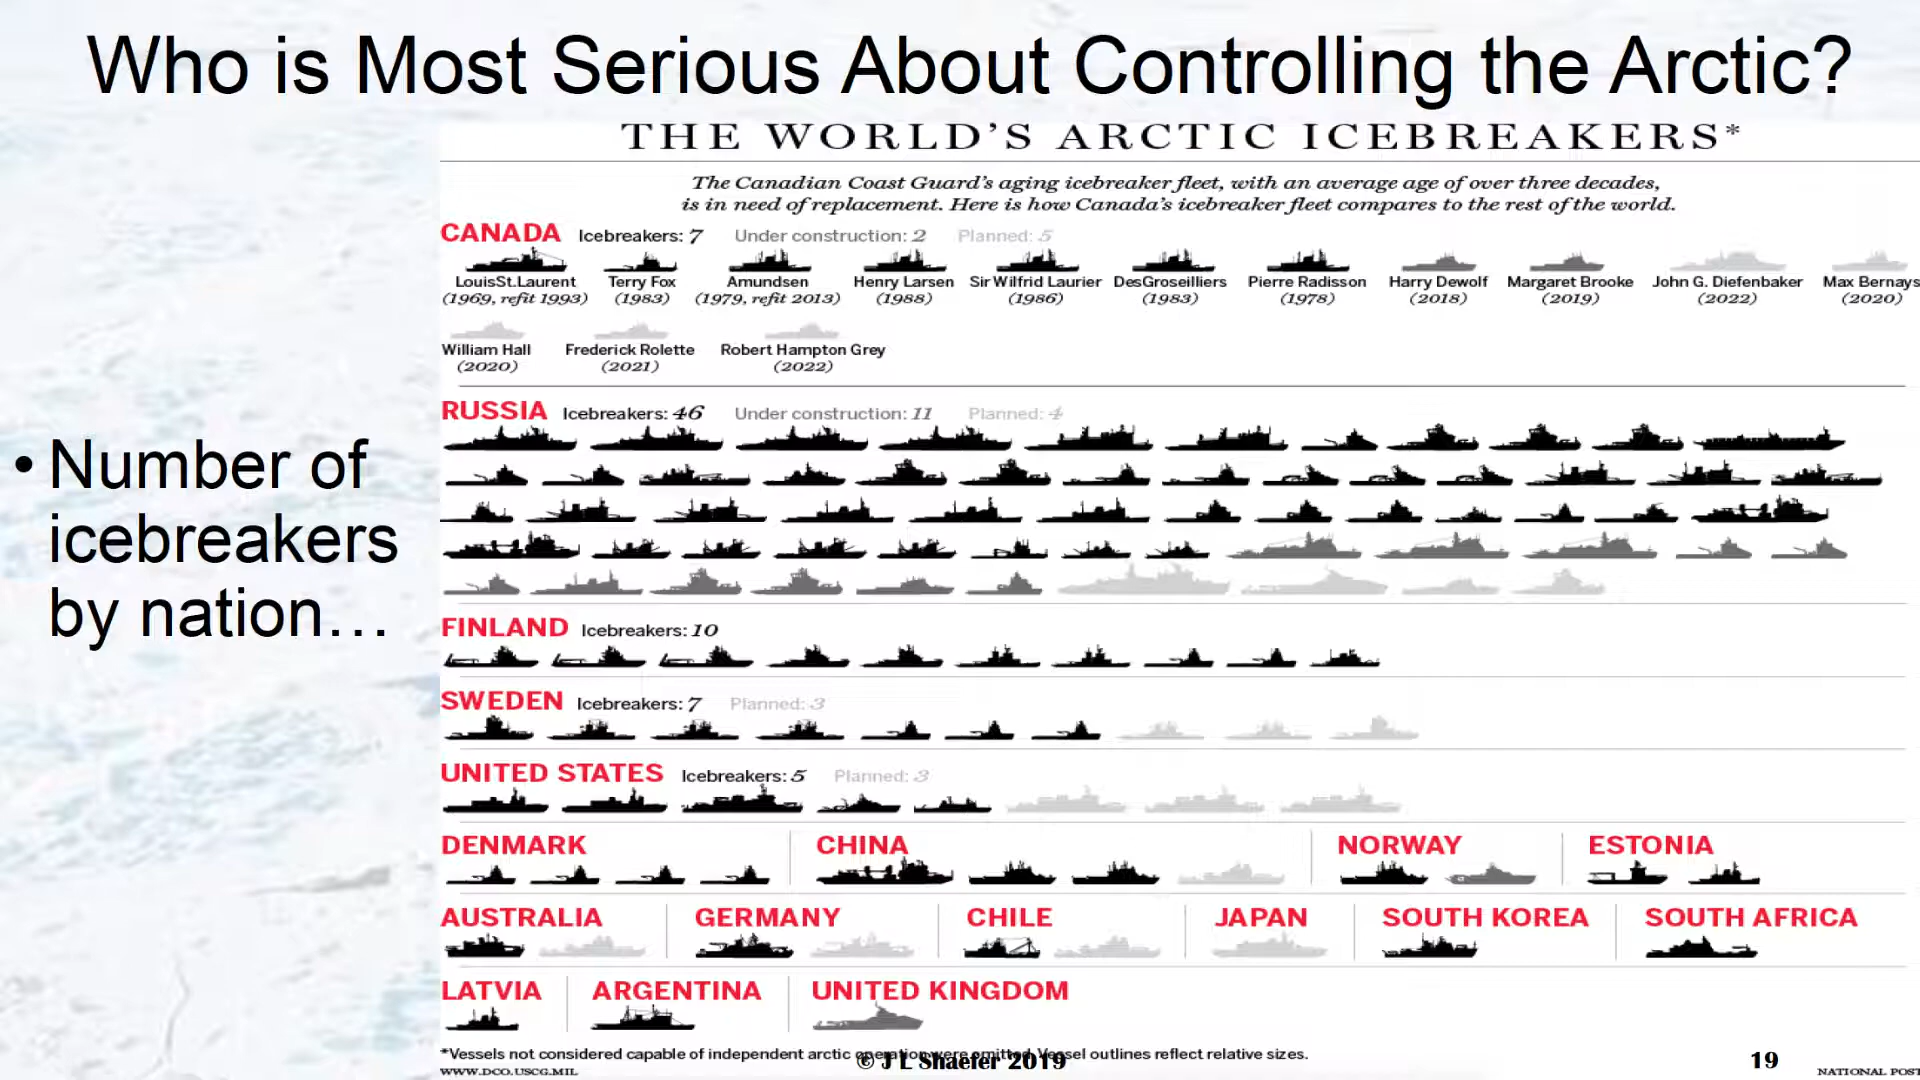 Who is Most Serious About Controlling the Arctic?
THE WORLD'S ARCTIC ICEBREAKERS*
The Canadian Coast Guard's aging icebreaker fleet, with an average age of over three decades,
is in need of replacement. Here is how Canada's icebreaker fleet compares to the rest of the world.
CANADA Icebreakers: 7 Under construction: 2 Planned: 5
LouisSt.Laurent Terry Fox Amundsen Henry Larsen Sir Wilfrid Laurier DesGroseilliers Pierre Radisson Harry Dewolf Margaret Brooke John G. Diefenbaker Max Bernays
(1969, refit 1993) (1983) (1979, refit 2013) (1988) (1986) (1983) (1978) (2018) (2019) (2022) (2020)
William Hall Frederick Rolette Robert Hampton Grey
(2020) (2021) (2022)
RUSSIA Icebreakers: 46 Under construction: 11 Planned: 4
• Number of
icebreakers
by nation…
FINLAND Icebreakers: 10
SWEDEN Icebreakers: 7 Planned: 3
UNITED STATES Icebreakers: 5 Planned: 3
DENMARK CHINA NORWAY ESTONIA
AUSTRALIA GERMANY CHILE JAPAN SOUTH KOREA SOUTH AFRICA
LATVIA ARGENTINA UNITED KINGDOM
*Vessels not considered capable of independent arctic operation were omitted. Vessel outlines reflect relative sizes.
© J L Shaefer 2019
19
WWW.DCO.USCG.MIL
NATIONAL POST